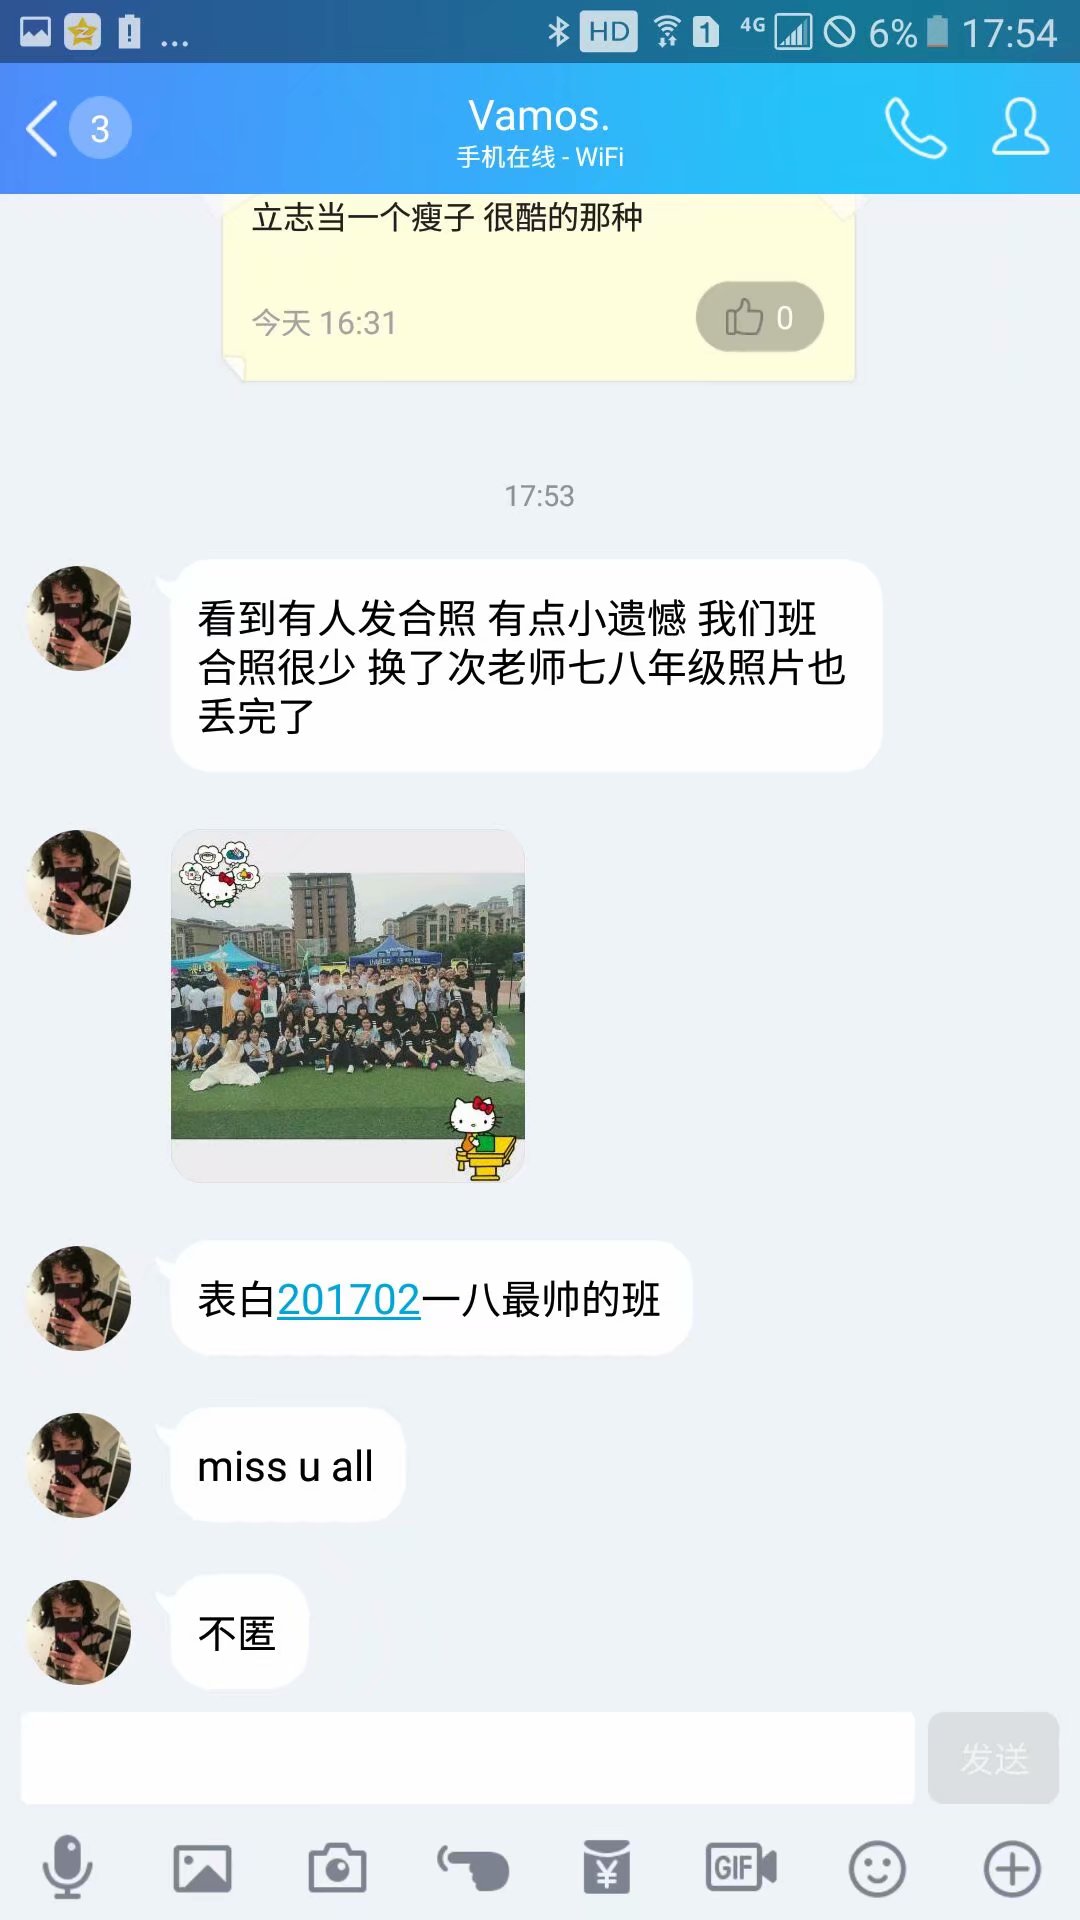 HD
1
4G
6%
17:54
3
Vamos.
手机在线 - WiFi
立志当一个瘦子 很酷的那种
今天 16:31
0
17:53
看到有人发合照 有点小遗憾 我们班
合照很少 换了次老师七八年级照片也
丢完了
表白201702一八最帅的班
miss u all
不匿
发送
GIF